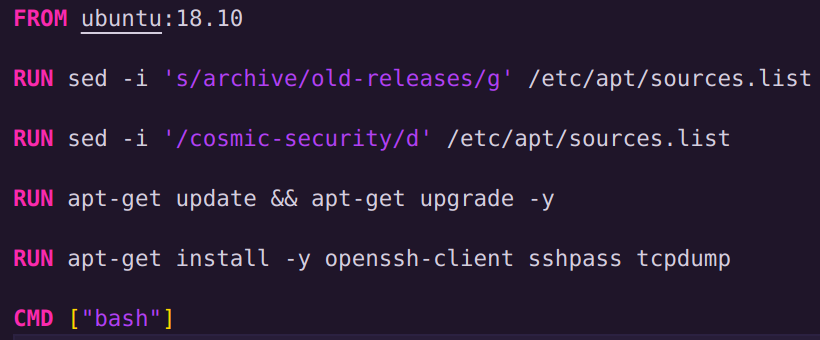 FROM ubuntu:18.10
RUN sed -i 's/archive/old-releases/g' /etc/apt/sources.list
RUN sed -i '/cosmic-security/d' /etc/apt/sources.list
RUN apt-get update && apt-get upgrade -y
RUN apt-get install -y openssh-client sshpass tcpdump
CMD ["bash"]